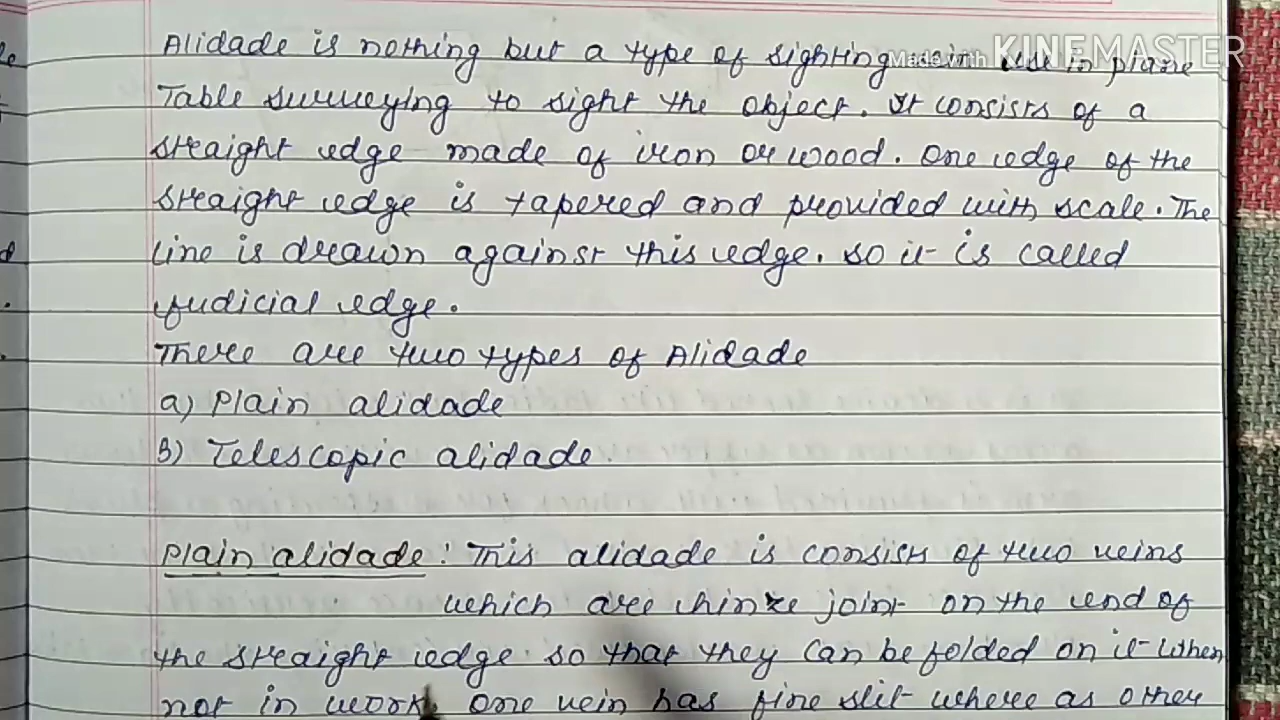 Alidade is nothing but a type of sighting vein use in plane
Made with KINEMASTER
Table surveying to sight the object. It consists of a
straight edge made of iron or wood. One edge of the
straight edge is tapered and provided with scale. The
line is drawn against this edge. so it is called
fudicial edge.
There are two types of Alidade
a) Plain alidade
B) Telescopic alidade.
Plain alidade: This alidade is consists of two veins
which are hinze joint on the end of
the straight edge so that they can be folded on it when
not in work. One vein has fine slit where as other